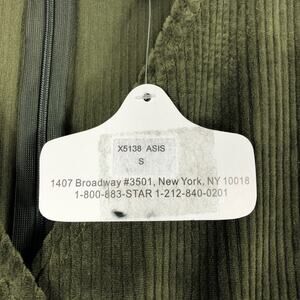 X5138 ASIS
S
1407 Broadway #3501, New York, NY 10018
1-800-883-STAR 1-212-840-0201